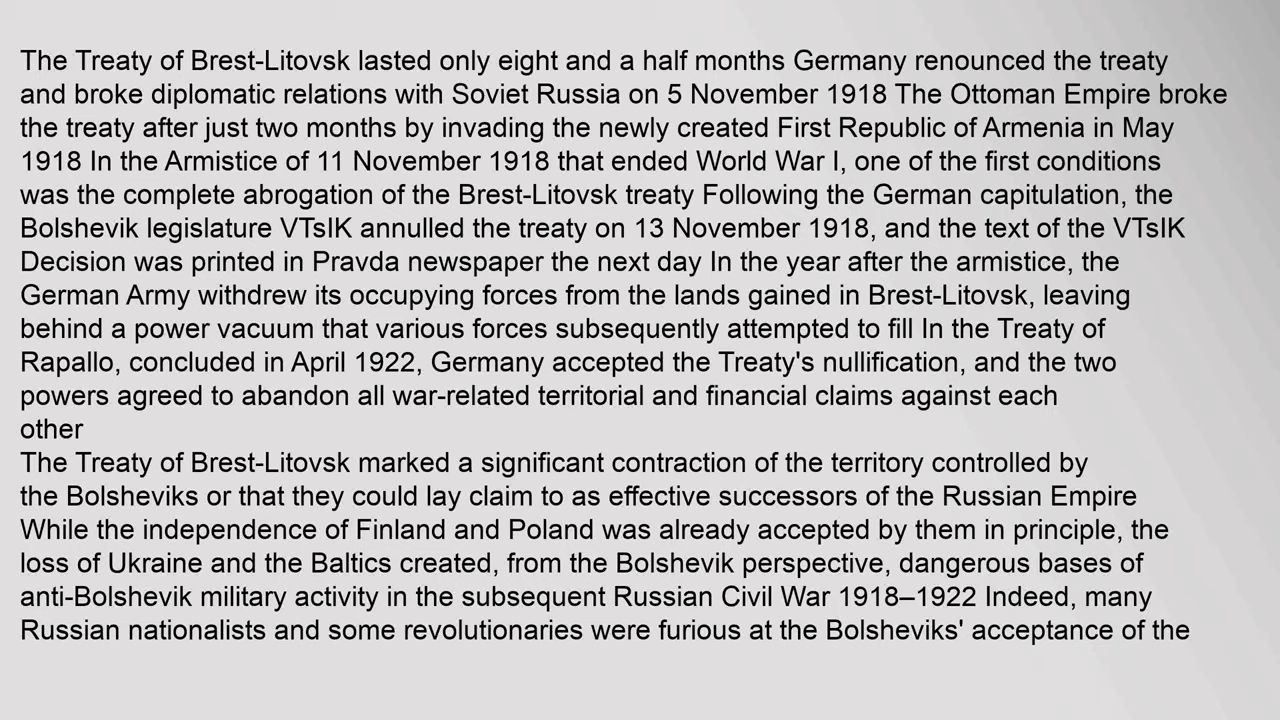 The Treaty of Brest-Litovsk lasted only eight and a half months Germany renounced the treaty
and broke diplomatic relations with Soviet Russia on 5 November 1918 The Ottoman Empire broke
the treaty after just two months by invading the newly created First Republic of Armenia in May
1918 In the Armistice of 11 November 1918 that ended World War I, one of the first conditions
was the complete abrogation of the Brest-Litovsk treaty Following the German capitulation, the
Bolshevik legislature VTsIK annulled the treaty on 13 November 1918, and the text of the VTsIK
Decision was printed in Pravda newspaper the next day In the year after the armistice, the
German Army withdrew its occupying forces from the lands gained in Brest-Litovsk, leaving
behind a power vacuum that various forces subsequently attempted to fill In the Treaty of
Rapallo, concluded in April 1922, Germany accepted the Treaty's nullification, and the two
powers agreed to abandon all war-related territorial and financial claims against each
other
The Treaty of Brest-Litovsk marked a significant contraction of the territory controlled by
the Bolsheviks or that they could lay claim to as effective successors of the Russian Empire
While the independence of Finland and Poland was already accepted by them in principle, the
loss of Ukraine and the Baltics created, from the Bolshevik perspective, dangerous bases of
anti-Bolshevik military activity in the subsequent Russian Civil War 1918–1922 Indeed, many
Russian nationalists and some revolutionaries were furious at the Bolsheviks' acceptance of the